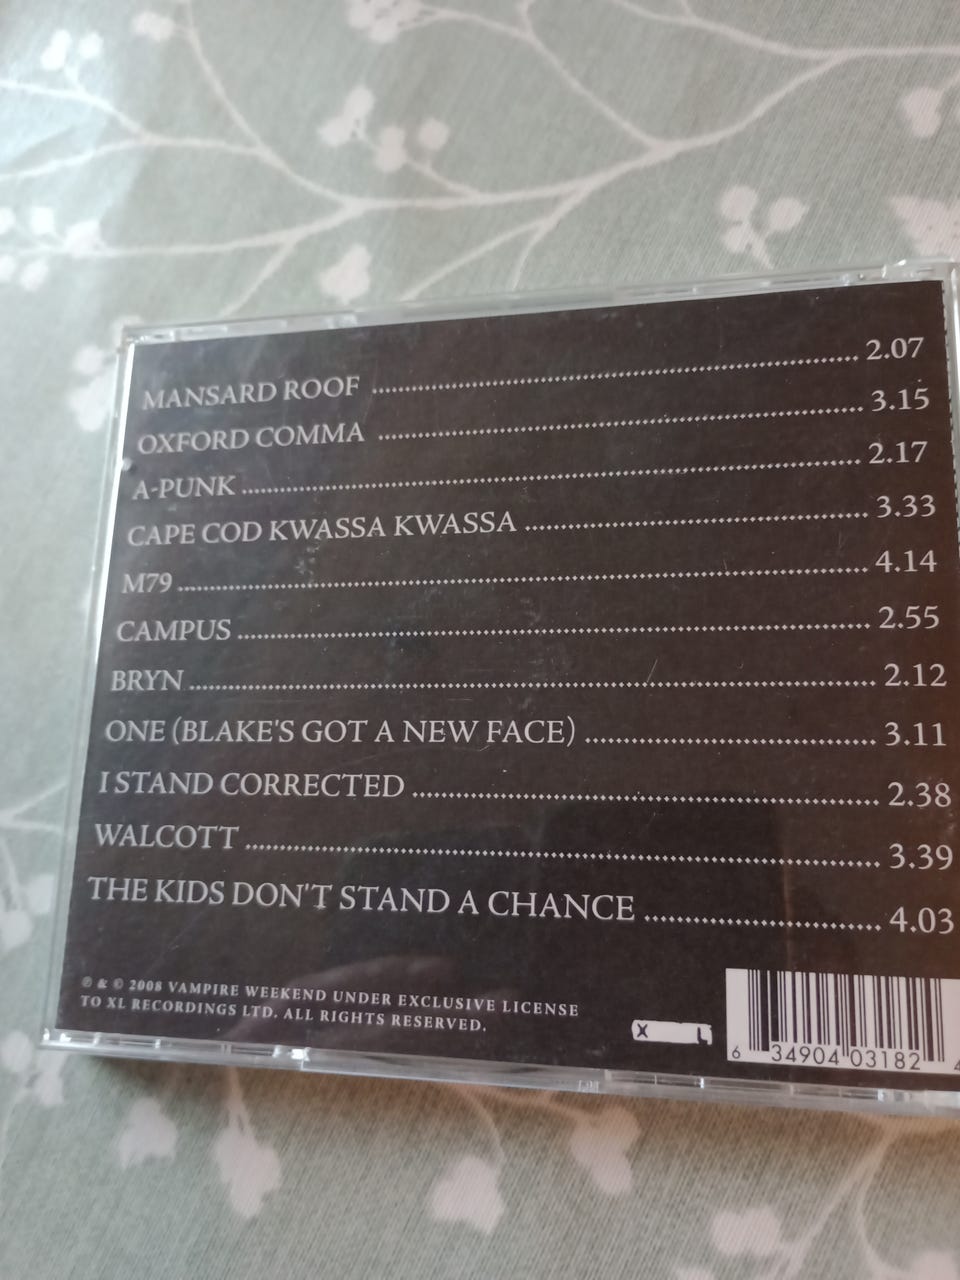 MANSARD ROOF ........ 2.07
OXFORD COMMA ........ 3.15
A-PUNK ........ 2.17
CAPE COD KWASSA KWASSA ........ 3.33
M79 ........ 4.14
CAMPUS ........ 2.55
BRYN ........ 2.12
ONE (BLAKE'S GOT A NEW FACE) ........ 3.11
I STAND CORRECTED ........ 2.38
WALCOTT ........ 3.39
THE KIDS DON'T STAND A CHANCE ........ 4.03
℗ & © 2008 VAMPIRE WEEKEND UNDER EXCLUSIVE LICENSE
TO XL RECORDINGS LTD. ALL RIGHTS RESERVED.
X L
6 34904 03182 4